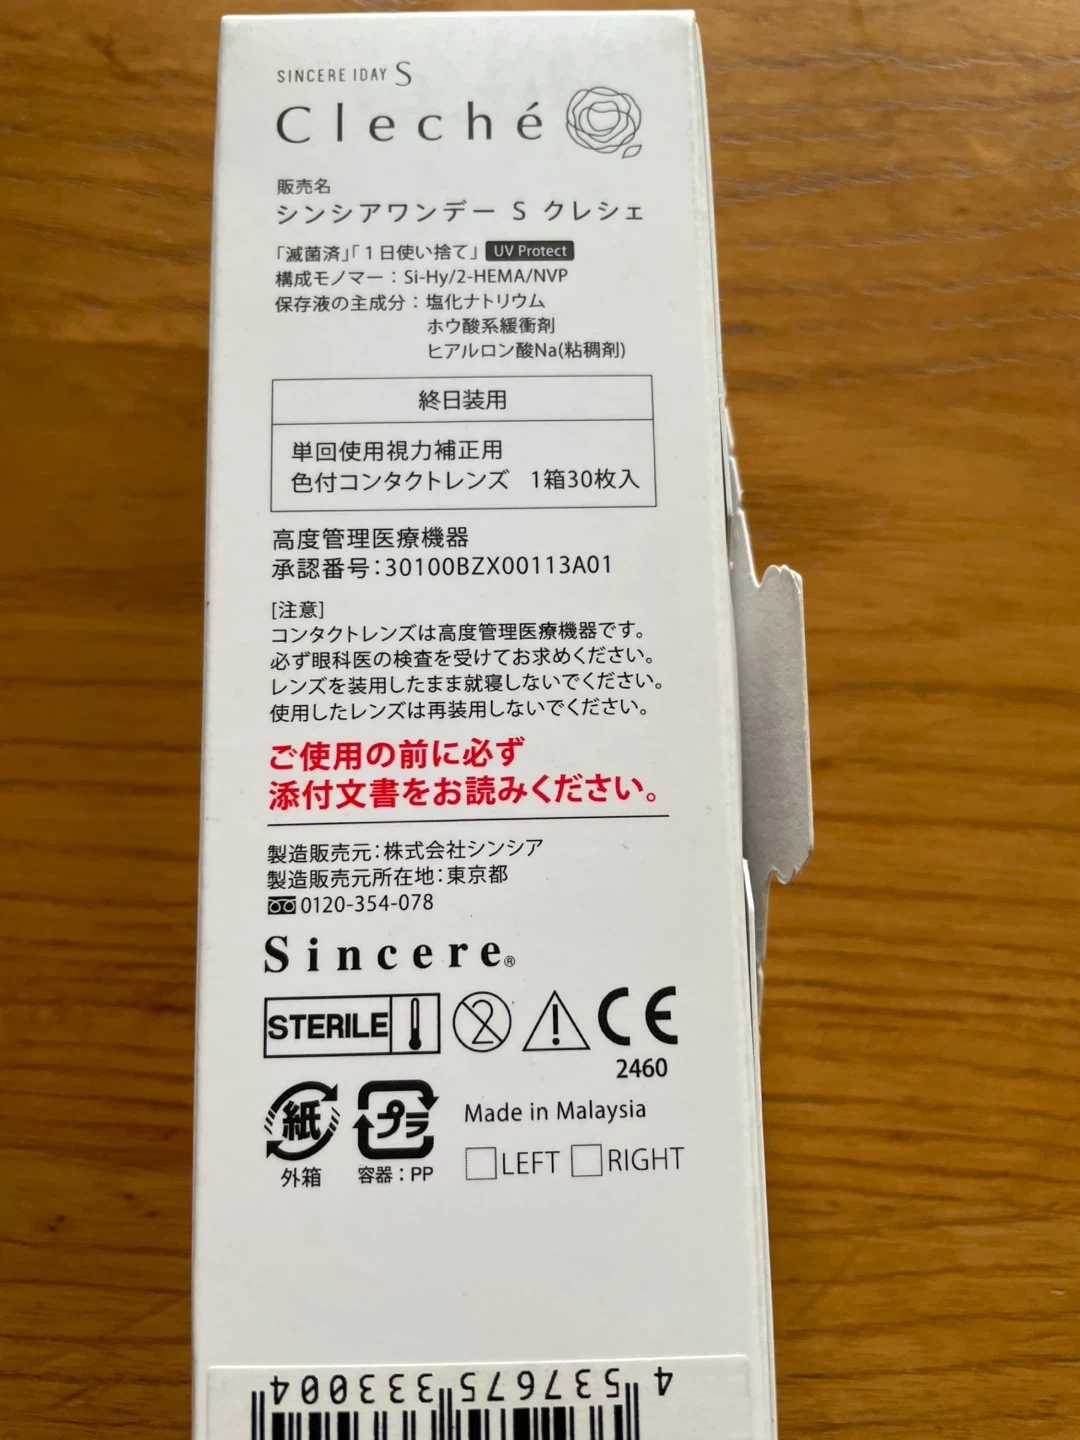 SINCERE 1DAY S
Cleché
販売名
シンシアワンデー S クレシェ
「滅菌済」「1日使い捨て」 UV Protect
構成モノマー：Si-Hy/2-HEMA/NVP
保存液の主成分：塩化ナトリウム
ホウ酸系緩衝剤
ヒアルロン酸Na(粘稠剤)
終日装用
単回使用視力補正用
色付コンタクトレンズ 1箱30枚入
高度管理医療機器
承認番号：30100BZX00113A01
[注意]
コンタクトレンズは高度管理医療機器です。
必ず眼科医の検査を受けてお求めください。
レンズを装用したまま就寝しないでください。
使用したレンズは再装用しないでください。
ご使用の前に必ず
添付文書をお読みください。
製造販売元：株式会社シンシア
製造販売元所在地：東京都
0120-354-078
Sincere®
STERILE
2
!
CE
2460
紙
外箱
プラ
容器：PP
Made in Malaysia
LEFT RIGHT
4 537675 333004